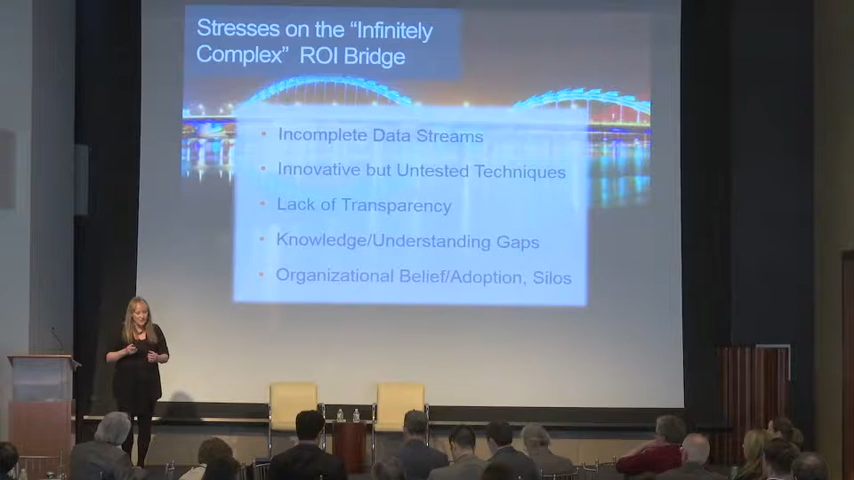 Stresses on the “Infinitely
Complex” ROI Bridge
• Incomplete Data Streams
• Innovative but Untested Techniques
• Lack of Transparency
• Knowledge/Understanding Gaps
• Organizational Belief/Adoption, Silos